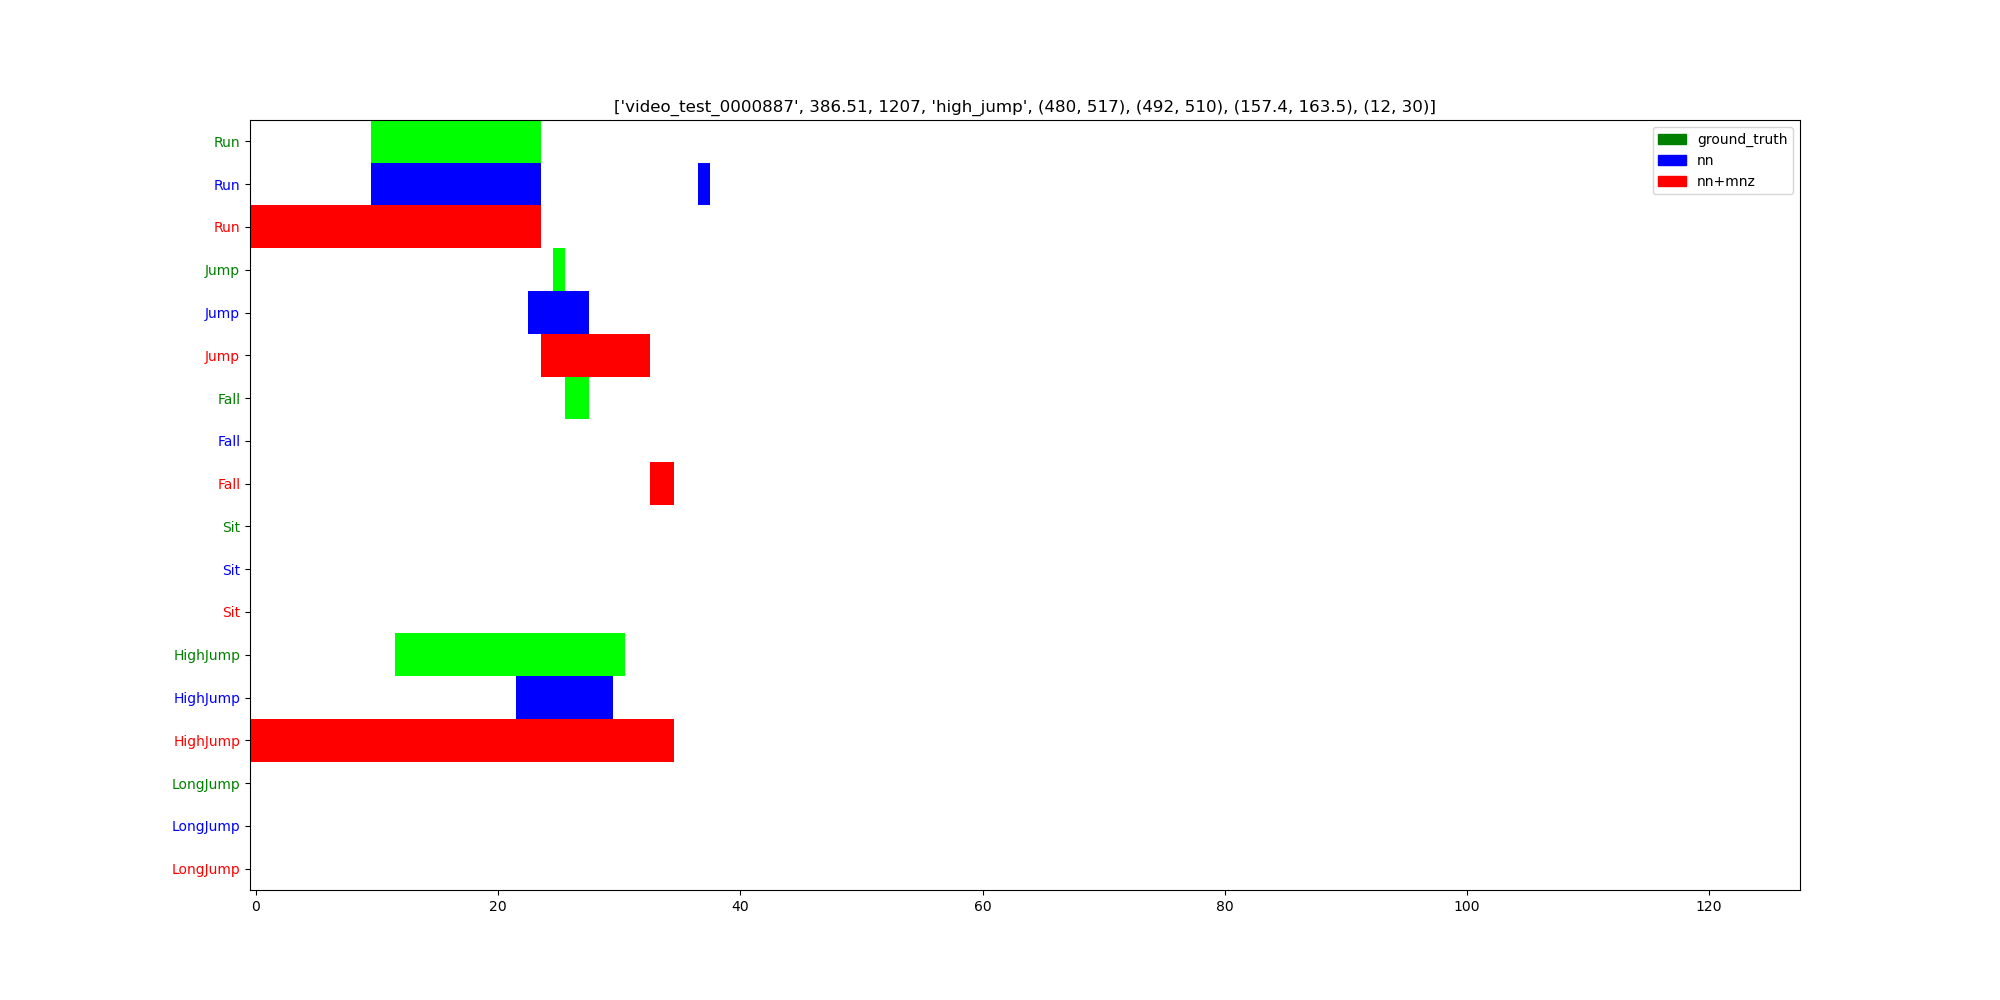 ['video_test_0000887', 386.51, 1207, 'high_jump', (480, 517), (492, 510), (157.4, 163.5), (12, 30)]
ground_truth
nn
nn+mnz
Run
Run
Run
Jump
Jump
Jump
Fall
Fall
Fall
Sit
Sit
Sit
HighJump
HighJump
HighJump
LongJump
LongJump
LongJump
0 20 40 60 80 100 120